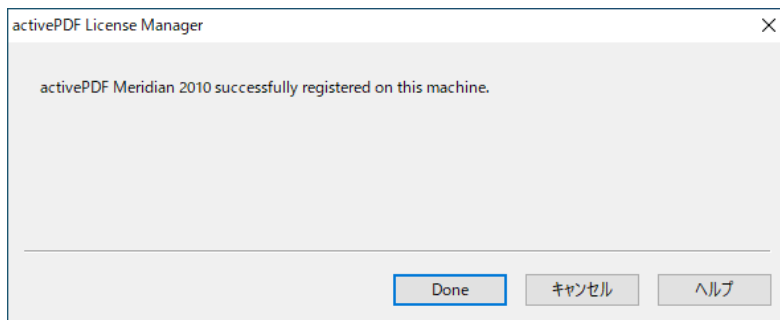 activePDF License Manager
activePDF Meridian 2010 successfully registered on this machine.
Done
キャンセル
ヘルプ